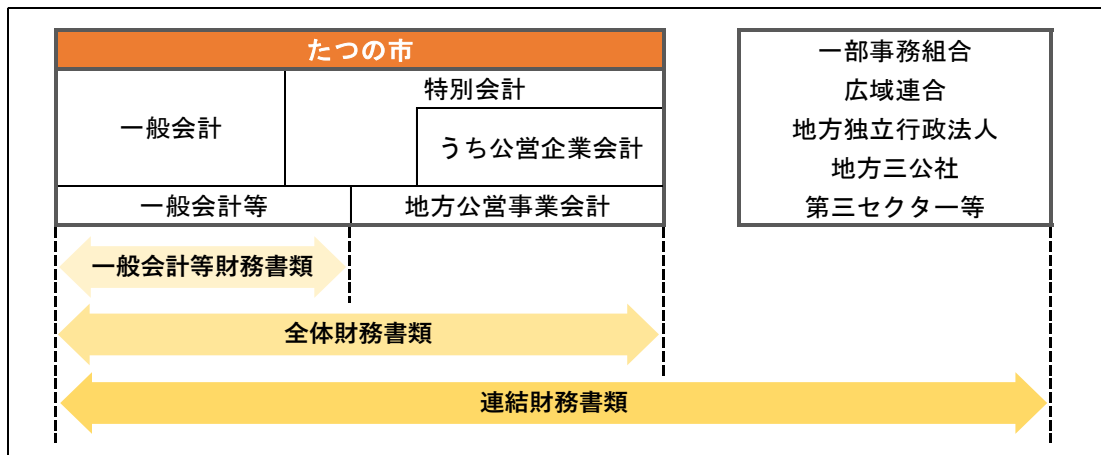 たつの市
一般会計
特別会計
うち公営企業会計
一般会計等
地方公営事業会計
一部事務組合
広域連合
地方独立行政法人
地方三公社
第三セクター等
一般会計等財務書類
全体財務書類
連結財務書類